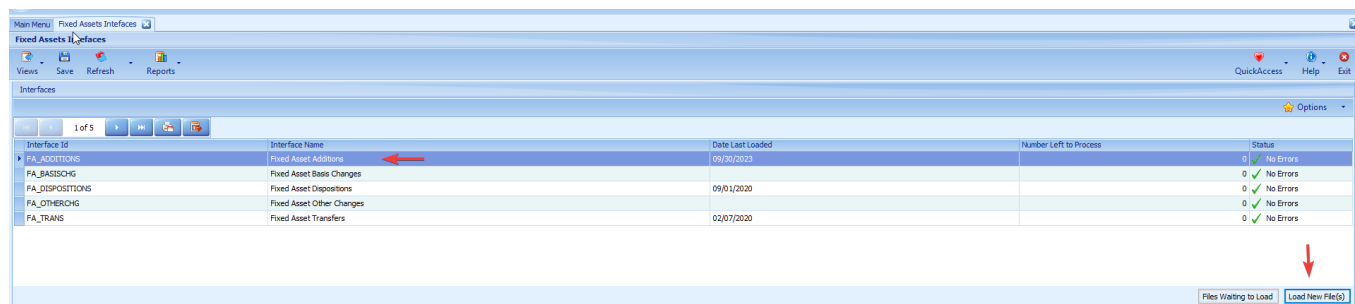 Main Menu Fixed Assets Intefaces
Fixed Assets Intefaces
Views Save Refresh Reports QuickAccess Help Exit
Interfaces
Options
1 of 5
Interface Id Interface Name Date Last Loaded Number Left to Process Status
FA_ADDITIONS Fixed Asset Additions 09/30/2023 0 No Errors
FA_BASISCHG Fixed Asset Basis Changes 0 No Errors
FA_DISPOSITIONS Fixed Asset Dispositions 09/01/2020 0 No Errors
FA_OTHERCHG Fixed Asset Other Changes 0 No Errors
FA_TRANS Fixed Asset Transfers 02/07/2020 0 No Errors
Files Waiting to Load Load New File(s)